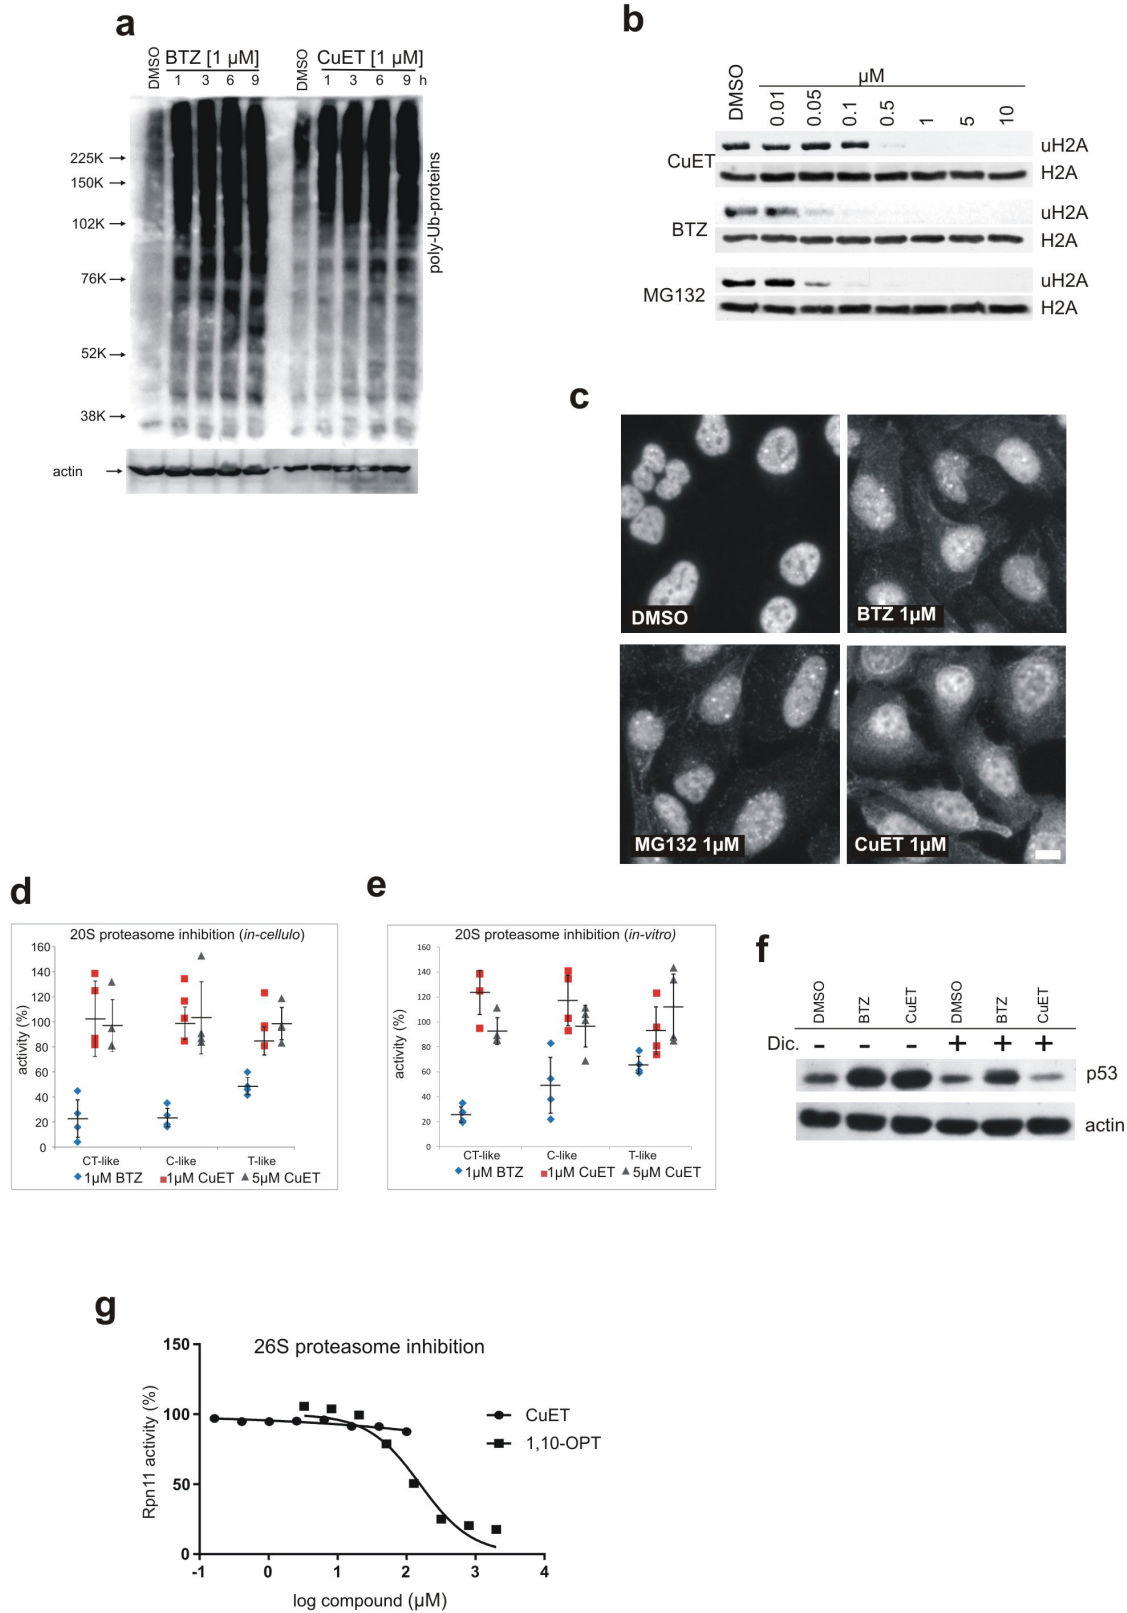 a
DMSO
BTZ [1 µM]
1 3 6 9
DMSO
CuET [1 µM]
1 3 6 9 h
225K
150K
102K
76K
52K
38K
poly-Ub-proteins
actin
b
DMSO
µM
0.01 0.05 0.1 0.5 1 5 10
CuET
uH2A
H2A
BTZ
uH2A
H2A
MG132
uH2A
H2A
c
DMSO
BTZ 1µM
MG132 1µM
CuET 1µM
d
20S proteasome inhibition (in-cellulo)
activity (%)
160
140
120
100
80
60
40
20
0
CT-like C-like T-like
1µM BTZ 1µM CuET 5µM CuET
e
20S proteasome inhibition (in-vitro)
activity (%)
160
140
120
100
80
60
40
20
0
CT-like C-like T-like
1µM BTZ 1µM CuET 5µM CuET
f
DMSO BTZ CuET DMSO BTZ CuET
Dic. - - - + + +
p53
actin
g
26S proteasome inhibition
Rpn11 activity (%)
150
100
50
0
-1 0 1 2 3 4
log compound (µM)
CuET
1,10-OPT